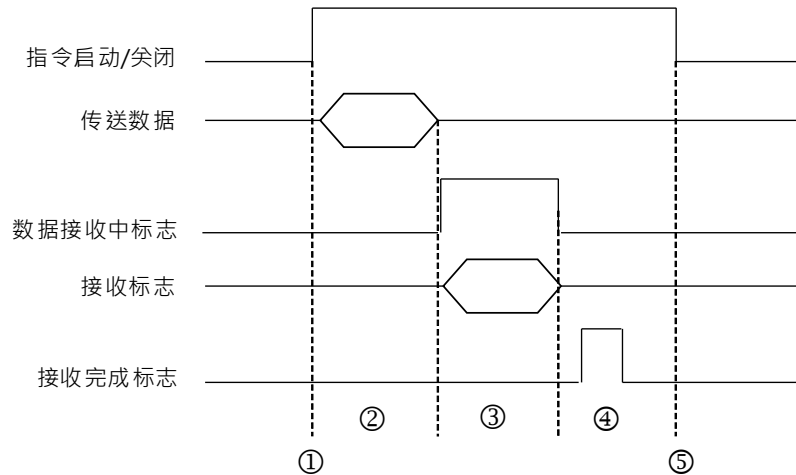 指令启动/关闭
传送数据
数据接收中标志
接收标志
接收完成标志
② ③ ④
① ⑤